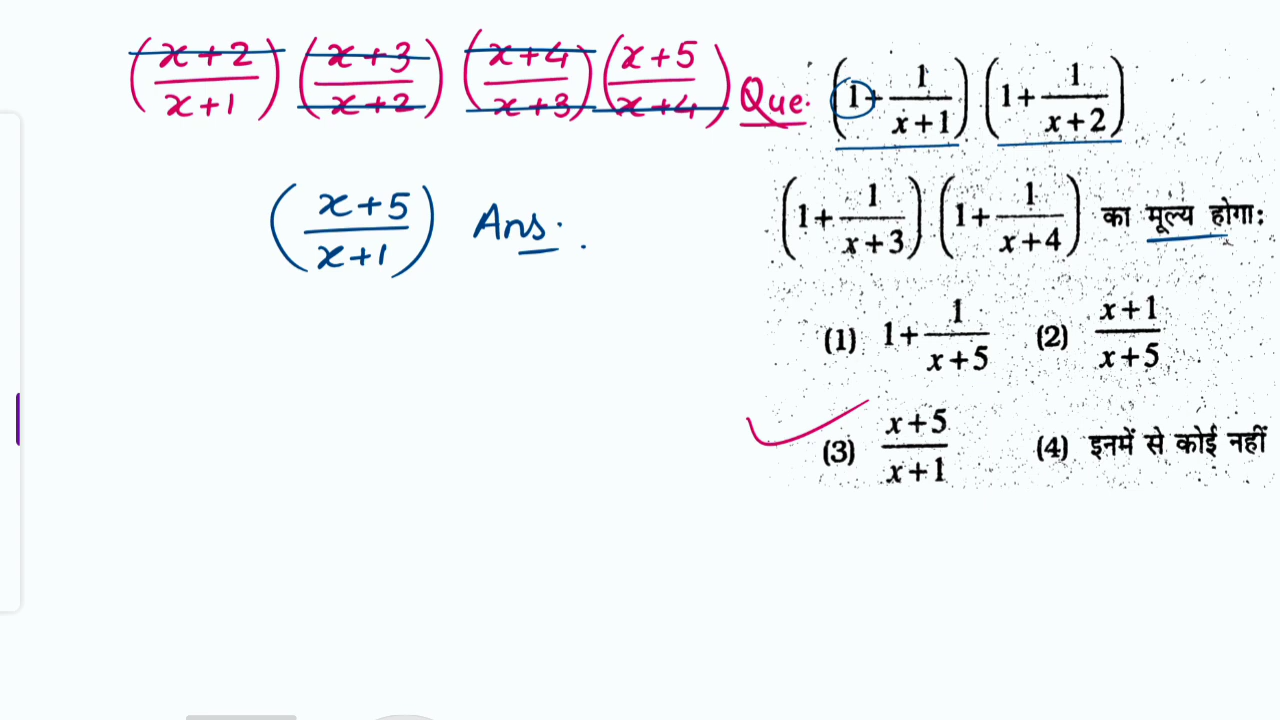 (x+2)/(x+1) (x+3)/(x+2) (x+4)/(x+3) (x+5)/(x+4)
(x+5)/(x+1) Ans.
Que. (1+1/(x+1)) (1+1/(x+2))
(1+1/(x+3)) (1+1/(x+4)) का मूल्य होगा:
(1) 1+1/(x+5) (2) (x+1)/(x+5)
(3) (x+5)/(x+1) (4) इनमें से कोई नहीं